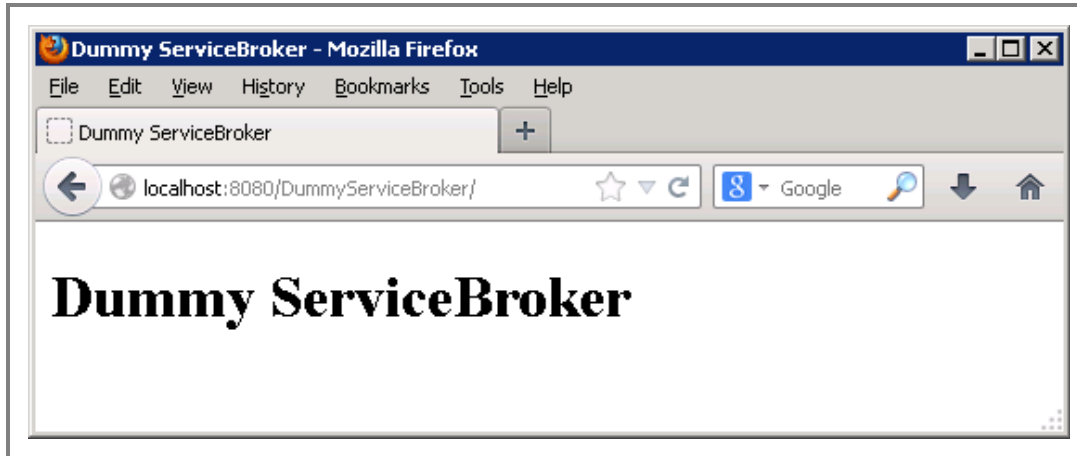 Dummy ServiceBroker - Mozilla Firefox
File Edit View History Bookmarks Tools Help
Dummy ServiceBroker +
localhost:8080/DummyServiceBroker/ 8 Google
Dummy ServiceBroker